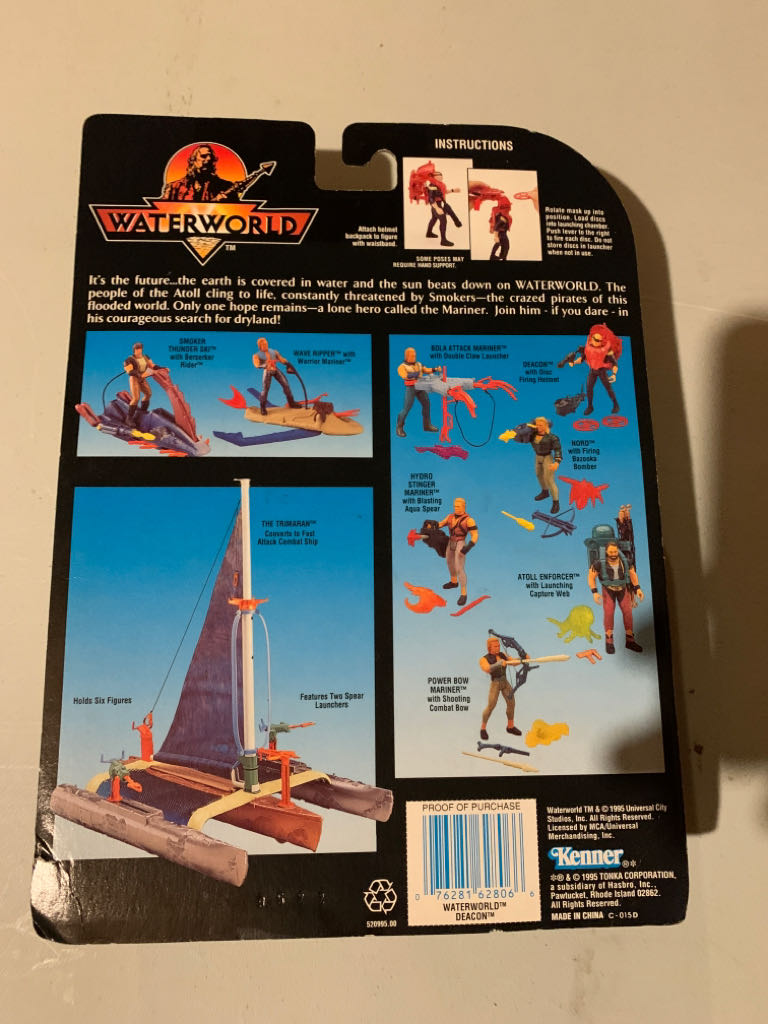 WATERWORLD
TM
INSTRUCTIONS
Attach helmet
backpack to figure
with waistband.
SOME POSES MAY
REQUIRE HAND SUPPORT.
Rotate mask up into
position. Load discs
into launching chamber.
Push lever to the right
to fire each disc. Do not
store discs in launcher
when not in use.
It's the future...the earth is covered in water and the sun beats down on WATERWORLD. The
people of the Atoll cling to life, constantly threatened by Smokers—the crazed pirates of this
flooded world. Only one hope remains—a lone hero called the Mariner. Join him - if you dare - in
his courageous search for dryland!
SMOKER
THUNDER SKI™
with Berserker
Rider™
WAVE RIPPER™ with
Warrior Mariner™
BOLA ATTACK MARINER™
with Double Claw Launcher
DEACON™
with Disc
Firing Helmet
NORD™
with Firing
Bazooka
Bomber
HYDRO
STINGER
MARINER™
with Blasting
Aqua Spear
ATOLL ENFORCER™
with Launching
Capture Web
POWER BOW
MARINER™
with Shooting
Combat Bow
THE TRIMARAN™
Converts to Fast
Attack Combat Ship
Holds Six Figures
Features Two Spear
Launchers
520995.00
PROOF OF PURCHASE
0 76281 62806 6
WATERWORLD™
DEACON™
Waterworld TM & © 1995 Universal City
Studios, Inc. All Rights Reserved.
Licensed by MCA/Universal
Merchandising, Inc.
Kenner ®*
*® & © 1995 TONKA CORPORATION,
a subsidiary of Hasbro, Inc.,
Pawtucket, Rhode Island 02862.
All Rights Reserved.
MADE IN CHINA C-015D